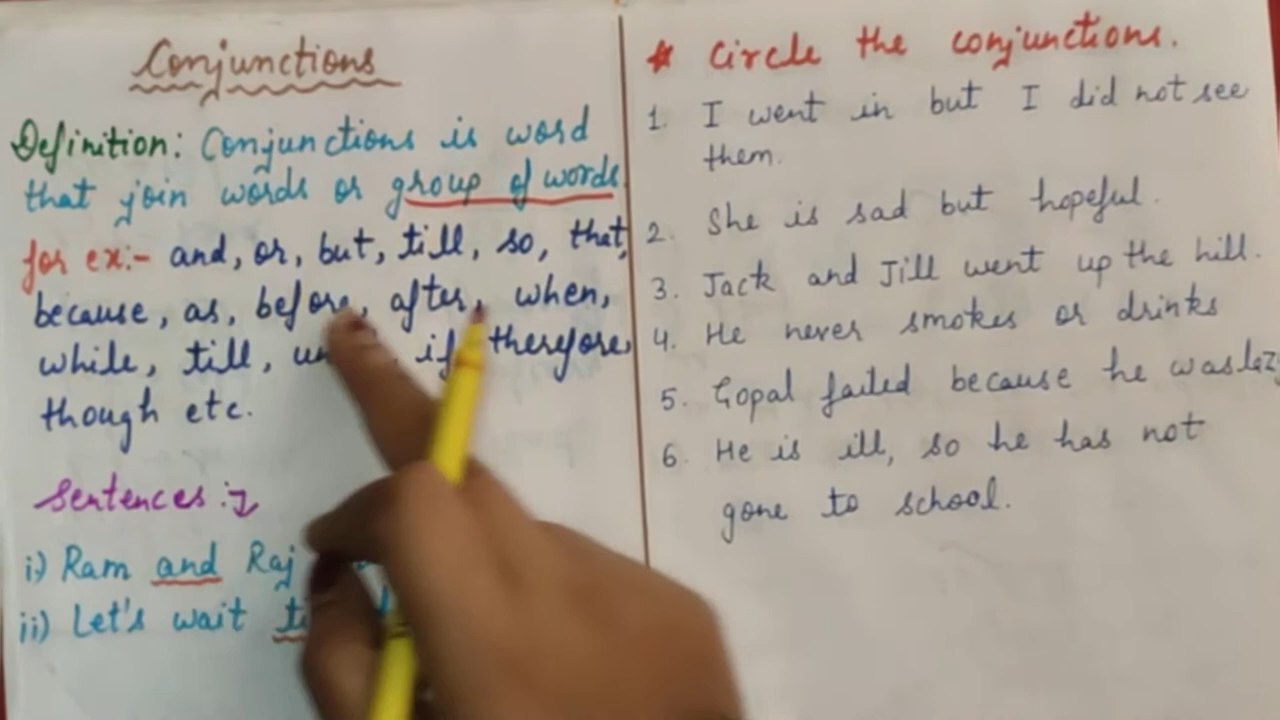 Conjunctions
Definition: Conjunctions is word
that join words or group of words
for ex:- and, or, but, till, so, that,
because, as, before, after, when,
while, till, if therefore,
though etc.
Sentences :-
i) Ram and Raj
ii) Let's wait
* Circle the conjunctions.
1. I went in but I did not see
them.
2. She is sad but hopeful.
3. Jack and Jill went up the hill.
4. He never smokes or drinks
5. Gopal failed because he was laz
6. He is ill, so he has not
gone to school.